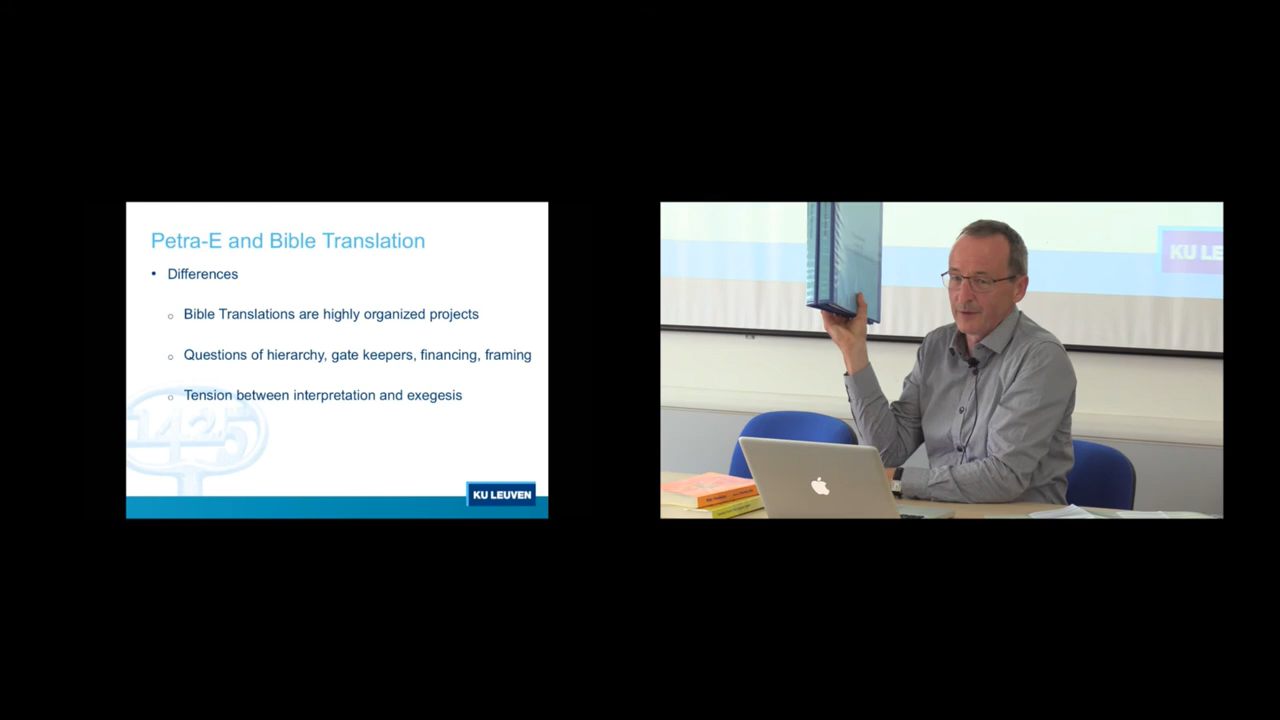 Petra-E and Bible Translation
• Differences
o Bible Translations are highly organized projects
o Questions of hierarchy, gate keepers, financing, framing
o Tension between interpretation and exegesis
1425
KU LEUVEN
KU LE